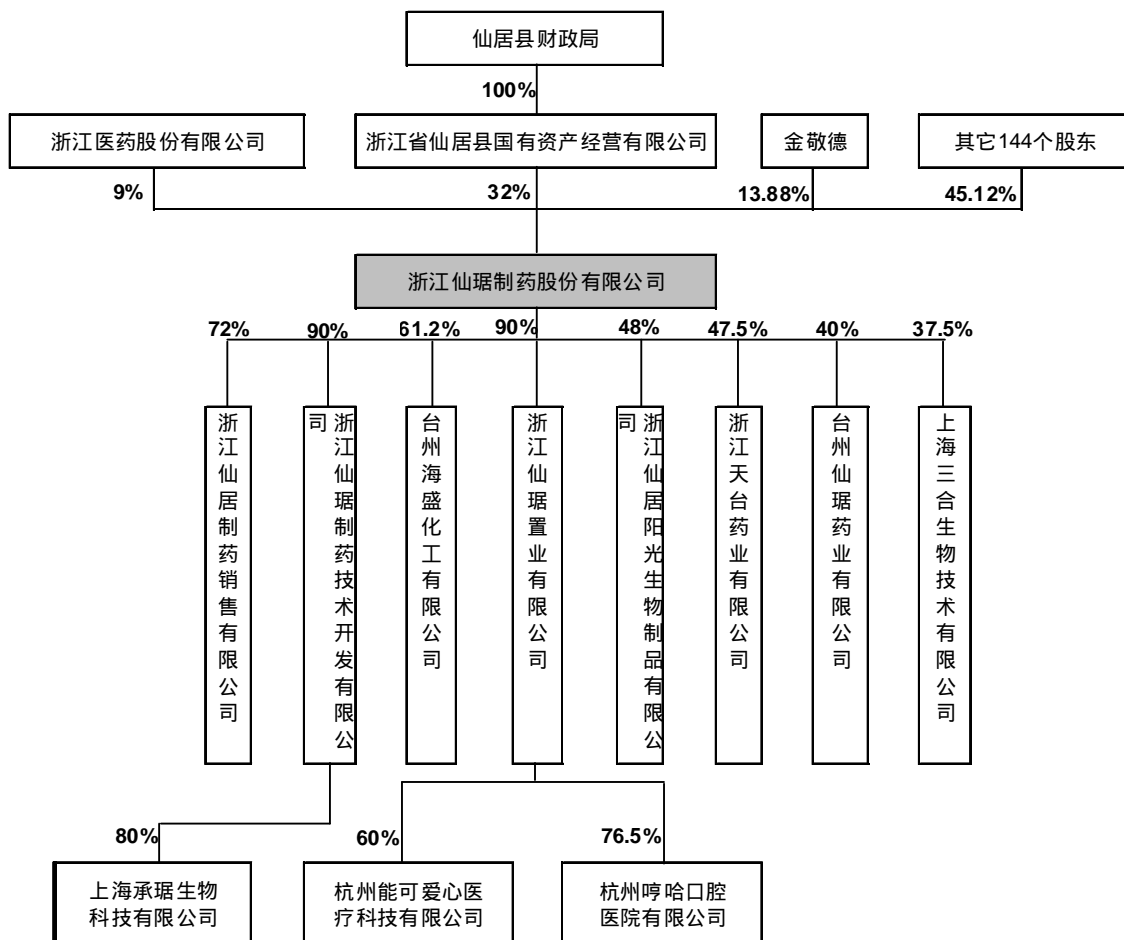 仙居县财政局
100%
浙江医药股份有限公司
浙江省仙居县国有资产经营有限公司
金敬德
其它144个股东
9%
32%
13.88%
45.12%
浙江仙琚制药股份有限公司
72%
90%
61.2%
90%
48%
47.5%
40%
37.5%
浙江仙居制药销售有限公司
浙江仙琚制药技术开发有限公
司
台州海盛化工有限公司
浙江仙琚置业有限公司
浙江仙居阳光生物制品有限公
司
浙江天台药业有限公司
台州仙琚药业有限公司
上海三合生物技术有限公司
80%
60%
76.5%
上海承琚生物
科技有限公司
杭州能可爱心医
疗科技有限公司
杭州哼哈口腔
医院有限公司